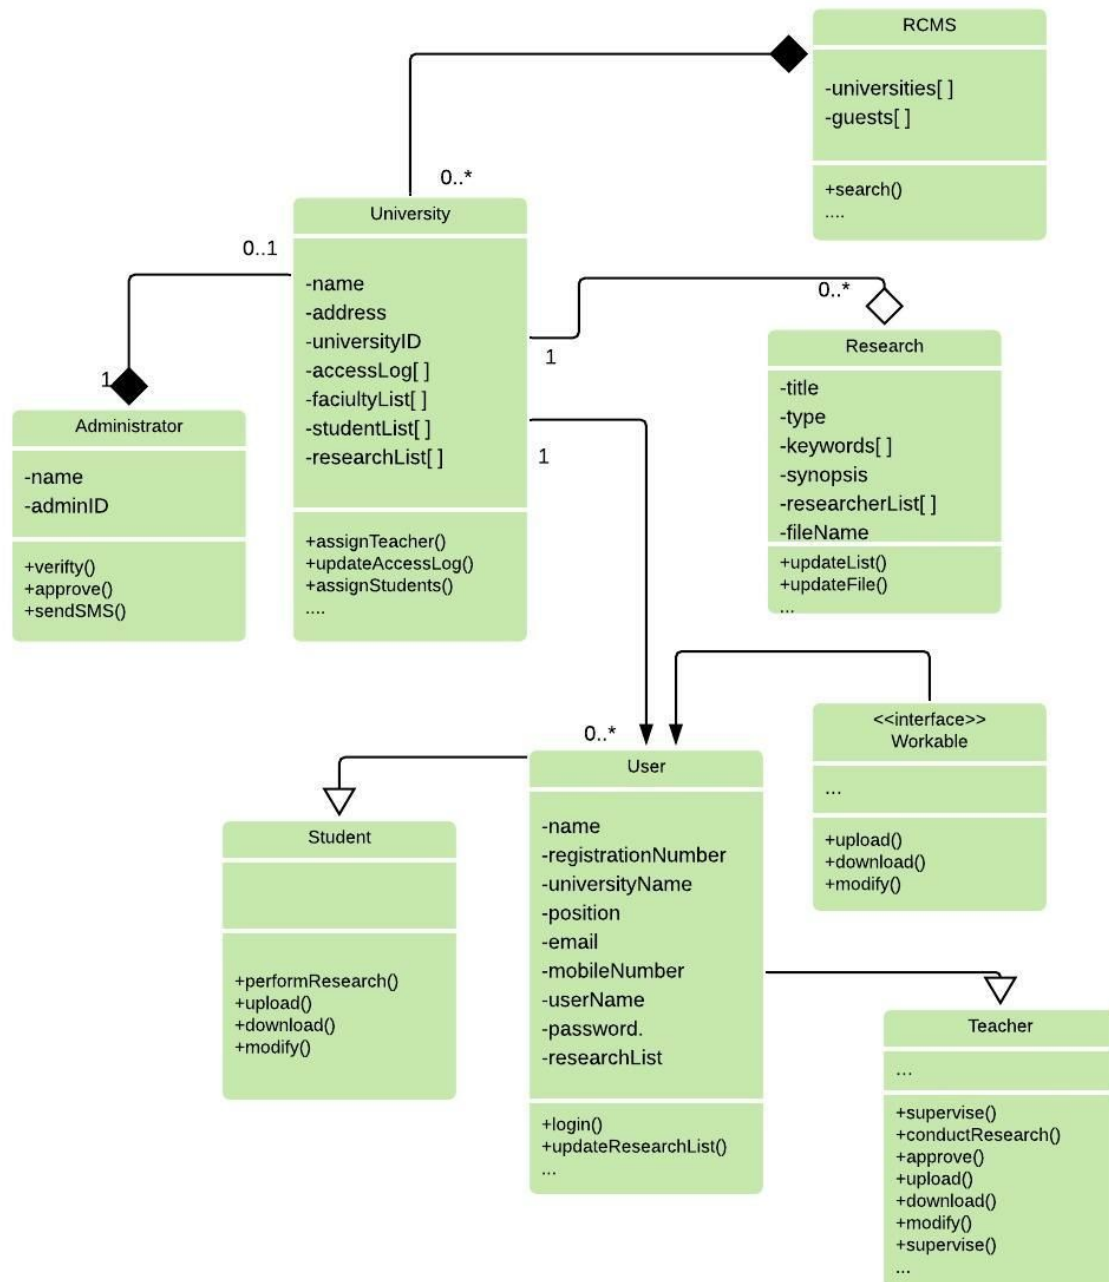 RCMS
-universities[ ]
-guests[ ]
+search()
....
0..*
University
-name
-address
-universityID
-accessLog[ ]
-faciultyList[ ]
-studentList[ ]
-researchList[ ]
+assignTeacher()
+updateAccessLog()
+assignStudents()
....
0..1
1
Administrator
-name
-adminID
+verifty()
+approve()
+sendSMS()
1
0..*
Research
-title
-type
-keywords[ ]
-synopsis
-researcherList[ ]
-fileName
+updateList()
+updateFile()
...
1
0..*
User
-name
-registrationNumber
-universityName
-position
-email
-mobileNumber
-userName
-password.
-researchList
+login()
+updateResearchList()
...
<<interface>>
Workable
...
+upload()
+download()
+modify()
Student
+performResearch()
+upload()
+download()
+modify()
Teacher
...
+supervise()
+conductResearch()
+approve()
+upload()
+download()
+modify()
+supervise()
...